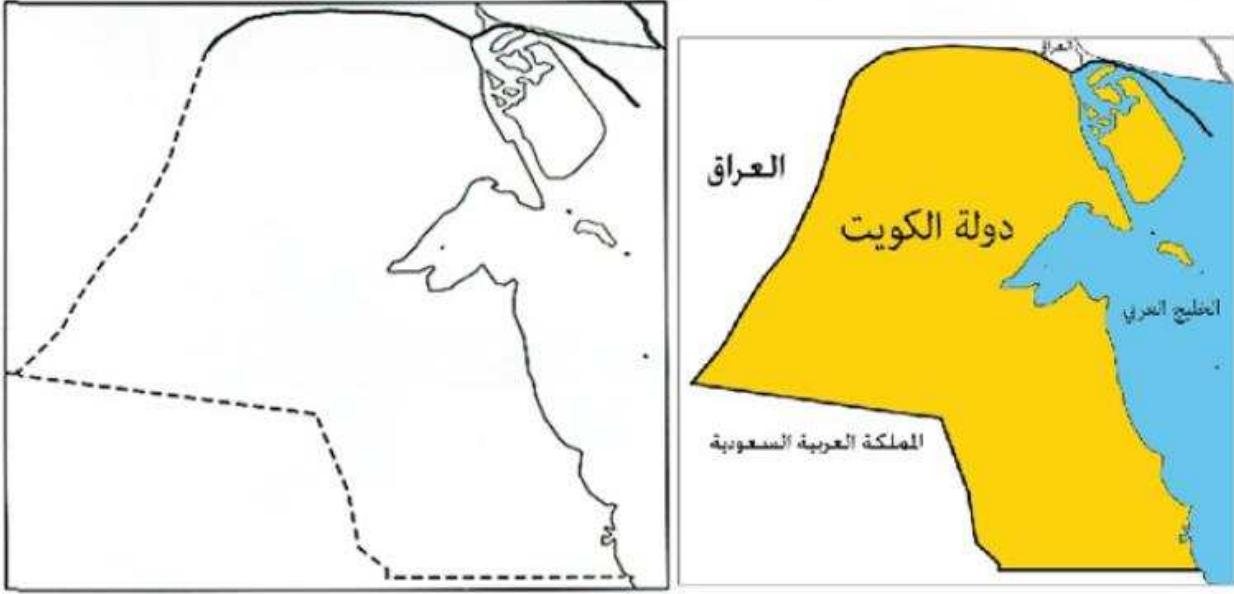 العراق
العراق
دولة الكويت
الخليج العربي
المملكة العربية السعودية